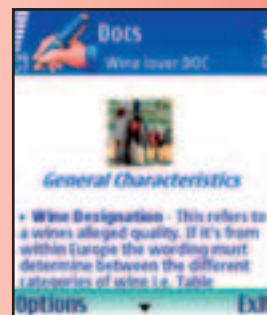 Docs
Wine lover.DOC
General Characteristics
• Wine Designation - This refers to
a wines alleged quality. If it's from
within Europe the wording must
determine between the different
categories of wine i.e. Table
Options
Exit